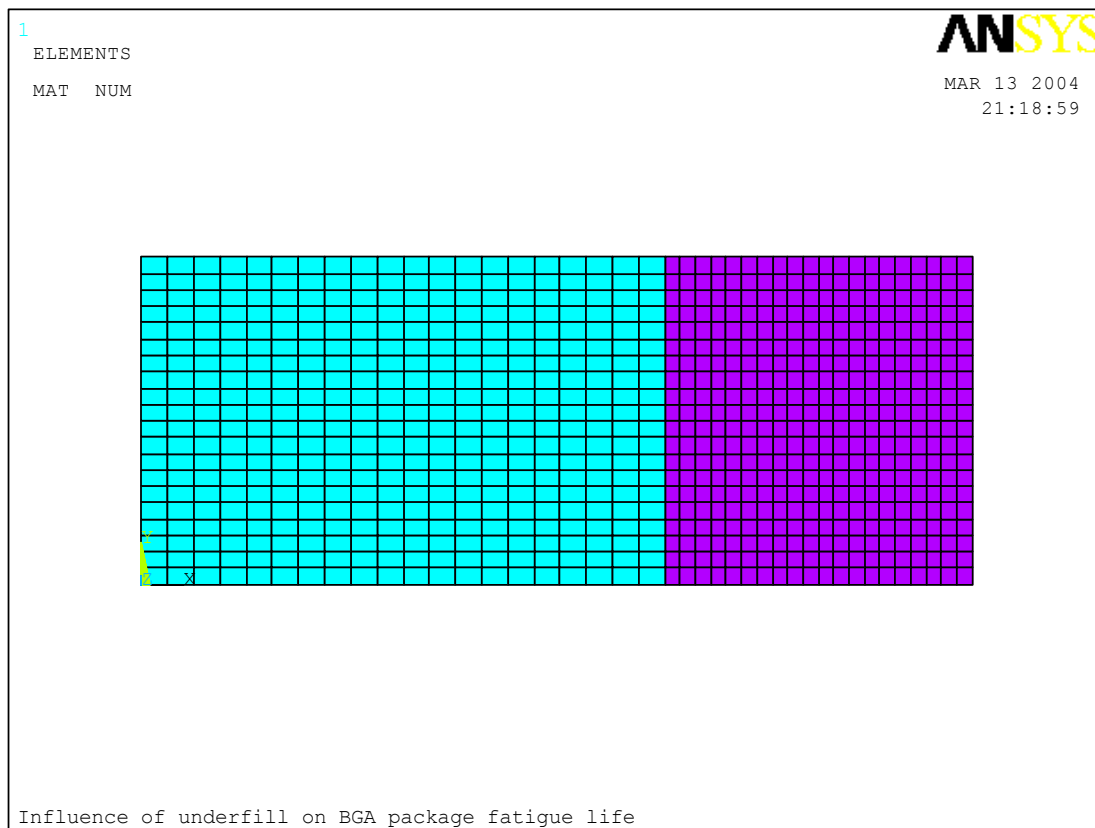 1
ELEMENTS
MAT NUM
ANSYS
MAR 13 2004
21:18:59
Y
Z X
Influence of underfill on BGA package fatigue life